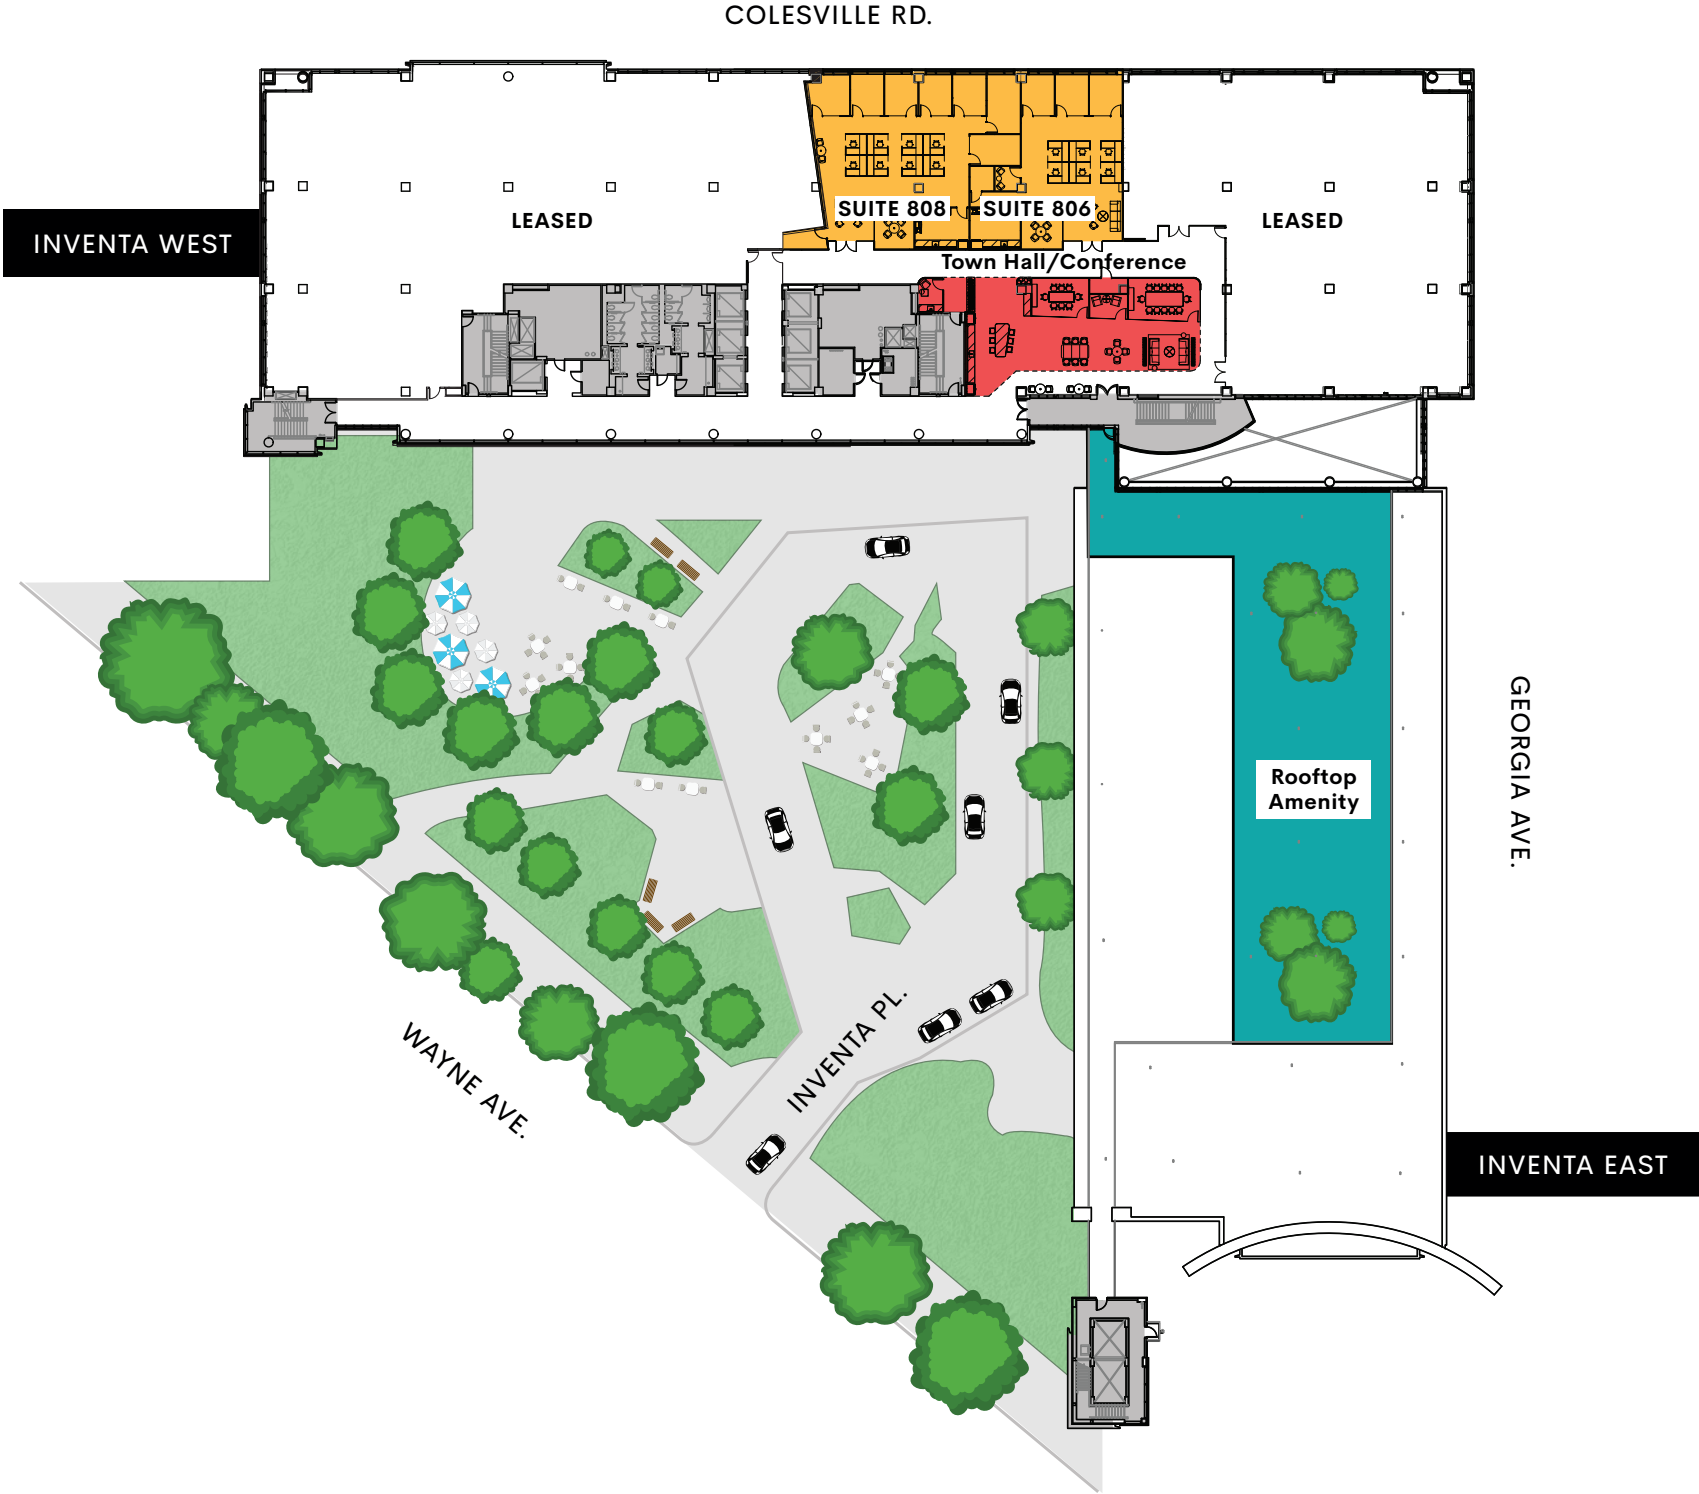 COLESVILLE RD.
SUITE 808
SUITE 806
LEASED
LEASED
INVENTA WEST
Town Hall/Conference
GEORGIA AVE.
Rooftop
Amenity
INVENTA PL.
WAYNE AVE.
INVENTA EAST